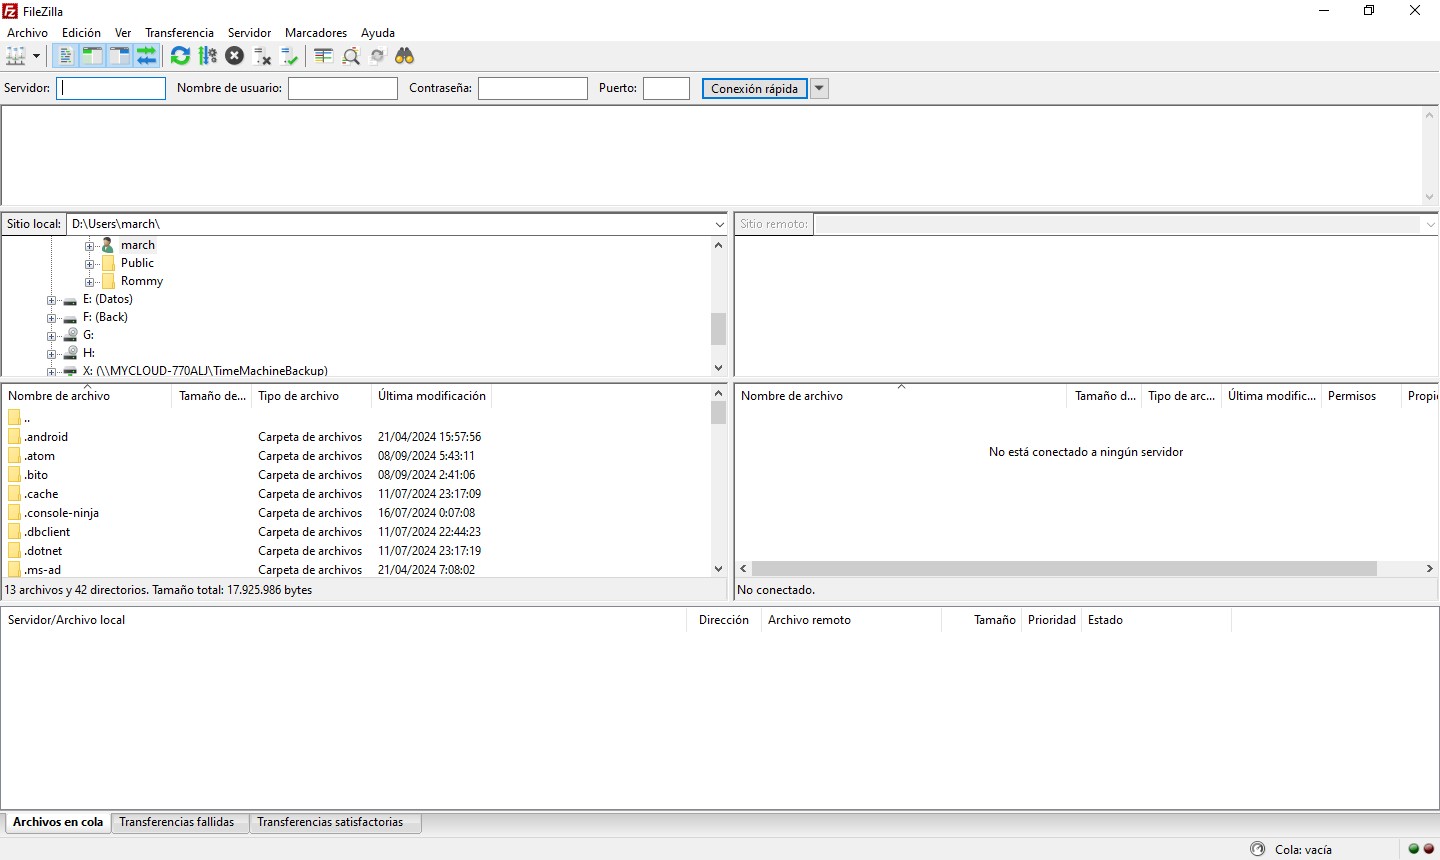 FileZilla
Archivo Edición Ver Transferencia Servidor Marcadores Ayuda
Servidor: Nombre de usuario: Contraseña: Puerto: Conexión rápida
Sitio local: D:\Users\march\
march
Public
Rommy
E: (Datos)
F: (Back)
G:
H:
X: (\\MYCLOUD-770ALJ\TimeMachineBackup)
Sitio remoto:
Nombre de archivo Tamaño de... Tipo de archivo Última modificación
..
.android Carpeta de archivos 21/04/2024 15:57:56
.atom Carpeta de archivos 08/09/2024 5:43:11
.bito Carpeta de archivos 08/09/2024 2:41:06
.cache Carpeta de archivos 11/07/2024 23:17:09
.console-ninja Carpeta de archivos 16/07/2024 0:07:08
.dbclient Carpeta de archivos 11/07/2024 22:44:23
.dotnet Carpeta de archivos 11/07/2024 23:17:19
.ms-ad Carpeta de archivos 21/04/2024 7:08:02
13 archivos y 42 directorios. Tamaño total: 17.925.986 bytes
Nombre de archivo Tamaño d... Tipo de arc... Última modific... Permisos Propi
No está conectado a ningún servidor
No conectado.
Servidor/Archivo local Dirección Archivo remoto Tamaño Prioridad Estado
Archivos en cola Transferencias fallidas Transferencias satisfactorias
Cola: vacía